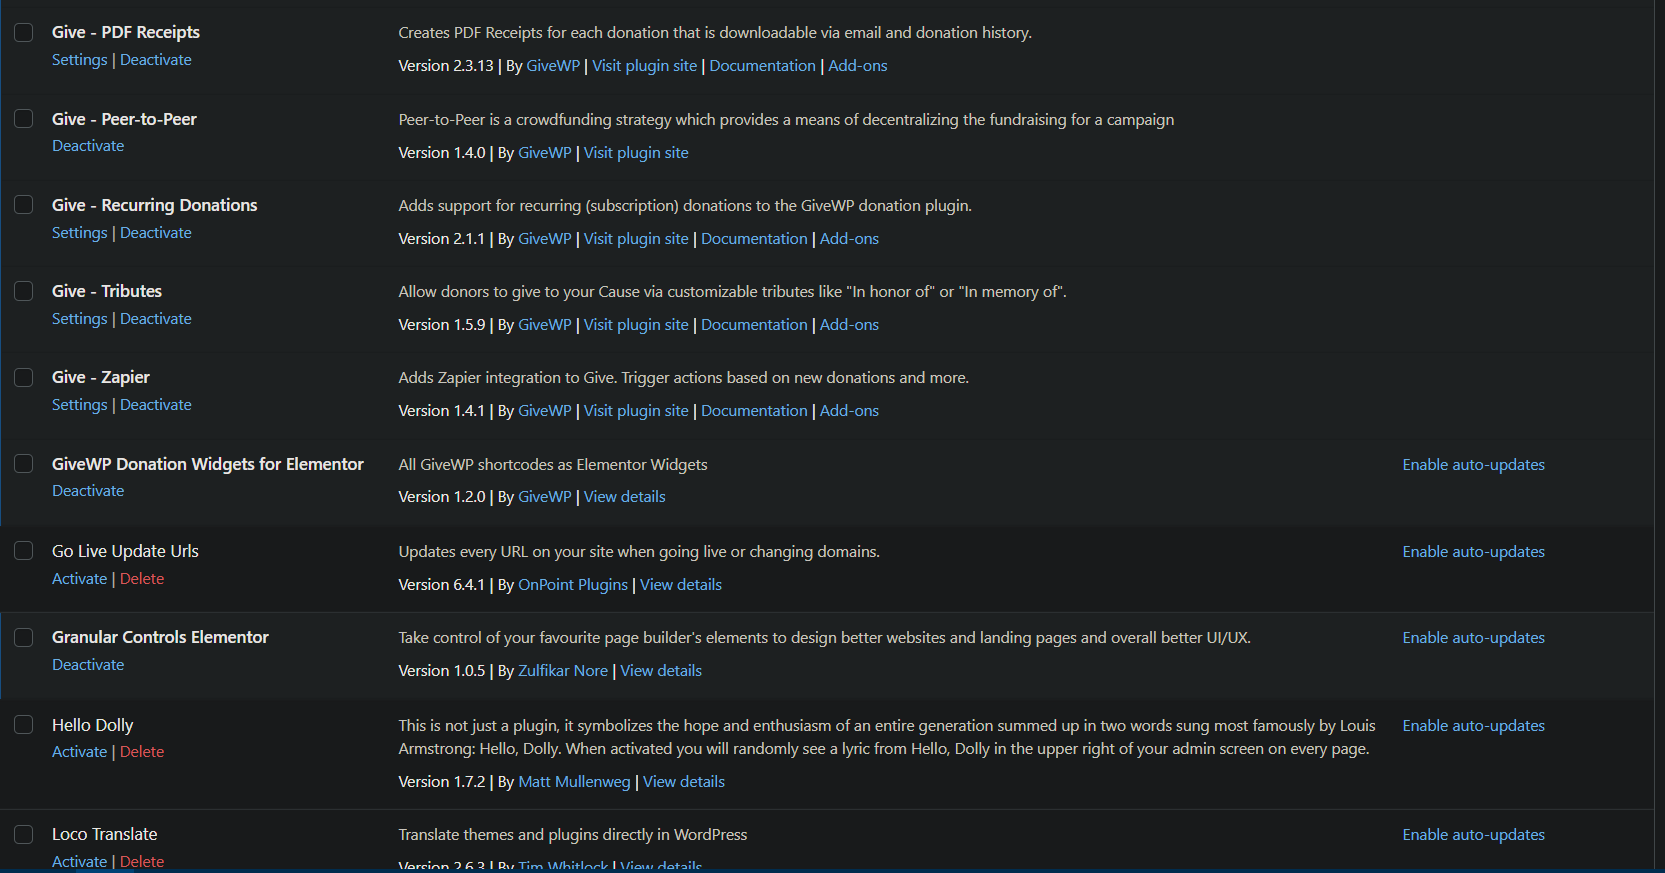 Give - PDF Receipts
Settings | Deactivate
Creates PDF Receipts for each donation that is downloadable via email and donation history.
Version 2.3.13 | By GiveWP | Visit plugin site | Documentation | Add-ons
Give - Peer-to-Peer
Deactivate
Peer-to-Peer is a crowdfunding strategy which provides a means of decentralizing the fundraising for a campaign
Version 1.4.0 | By GiveWP | Visit plugin site
Give - Recurring Donations
Settings | Deactivate
Adds support for recurring (subscription) donations to the GiveWP donation plugin.
Version 2.1.1 | By GiveWP | Visit plugin site | Documentation | Add-ons
Give - Tributes
Settings | Deactivate
Allow donors to give to your Cause via customizable tributes like "In honor of" or "In memory of".
Version 1.5.9 | By GiveWP | Visit plugin site | Documentation | Add-ons
Give - Zapier
Settings | Deactivate
Adds Zapier integration to Give. Trigger actions based on new donations and more.
Version 1.4.1 | By GiveWP | Visit plugin site | Documentation | Add-ons
GiveWP Donation Widgets for Elementor
Deactivate
All GiveWP shortcodes as Elementor Widgets
Version 1.2.0 | By GiveWP | View details
Enable auto-updates
Go Live Update Urls
Activate | Delete
Updates every URL on your site when going live or changing domains.
Version 6.4.1 | By OnPoint Plugins | View details
Enable auto-updates
Granular Controls Elementor
Deactivate
Take control of your favourite page builder's elements to design better websites and landing pages and overall better UI/UX.
Version 1.0.5 | By Zulfikar Nore | View details
Enable auto-updates
Hello Dolly
Activate | Delete
This is not just a plugin, it symbolizes the hope and enthusiasm of an entire generation summed up in two words sung most famously by Louis
Armstrong: Hello, Dolly. When activated you will randomly see a lyric from Hello, Dolly in the upper right of your admin screen on every page.
Version 1.7.2 | By Matt Mullenweg | View details
Enable auto-updates
Loco Translate
Activate | Delete
Translate themes and plugins directly in WordPress
Version 2.6.3 | By Tim Whitlock | View details
Enable auto-updates